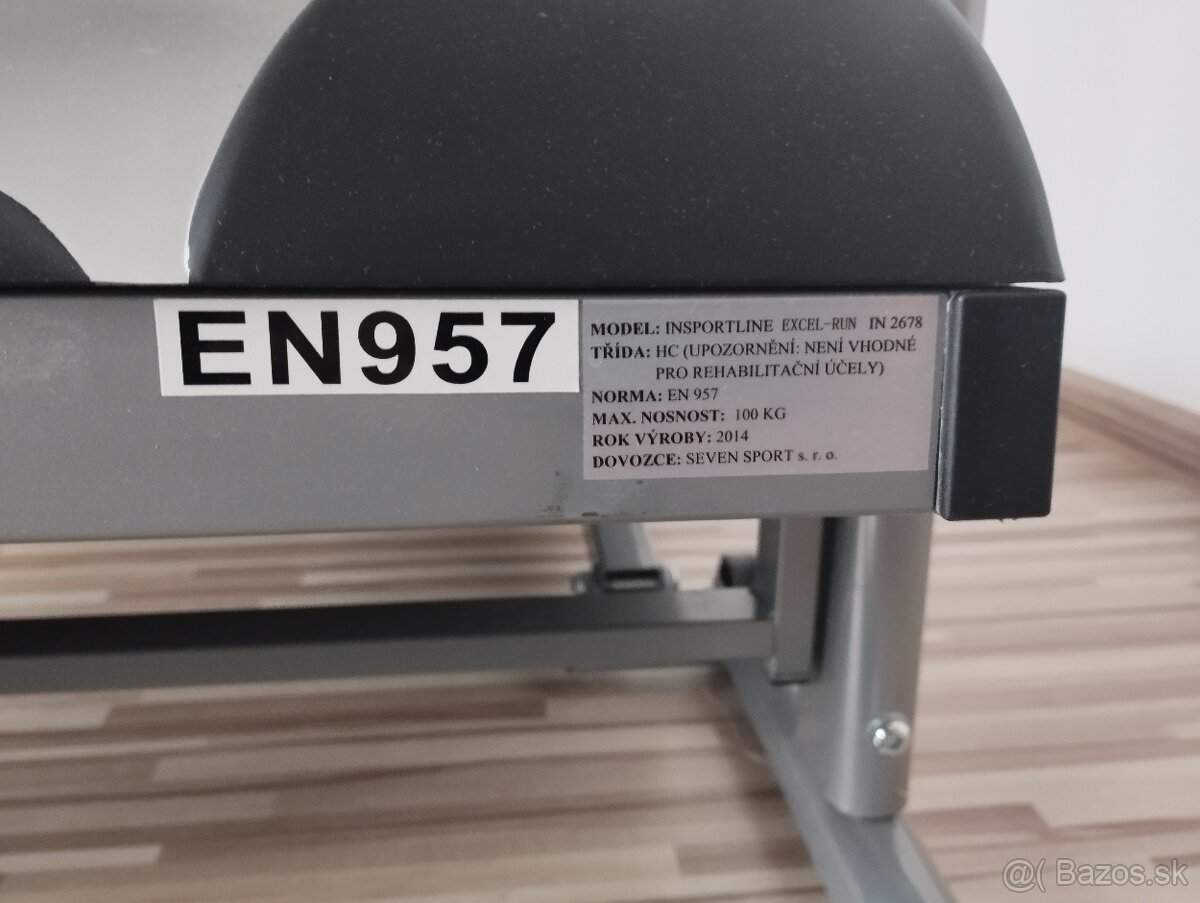 EN957
MODEL: INSPORTLINE EXCEL-RUN IN 2678
TŘÍDA: HC (UPOZORNĚNÍ: NENÍ VHODNÉ
PRO REHABILITAČNÍ ÚČELY)
NORMA: EN 957
MAX. NOSNOST: 100 KG
ROK VÝROBY: 2014
DOVOZCE: SEVEN SPORT s. r. o.
@( Bazos.sk